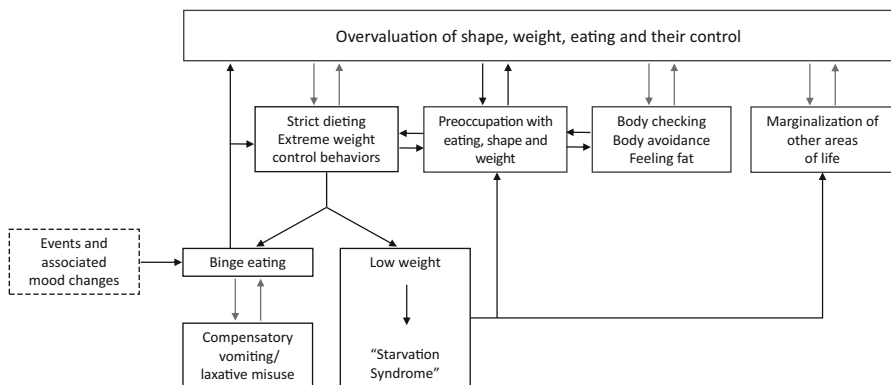 Overvaluation of shape, weight, eating and their control
Strict dieting
Extreme weight
control behaviors
Preoccupation with
eating, shape and
weight
Body checking
Body avoidance
Feeling fat
Marginalization of
other areas
of life
Events and
associated
mood changes
Binge eating
Low weight
Compensatory
vomiting/
laxative misuse
“Starvation
Syndrome”